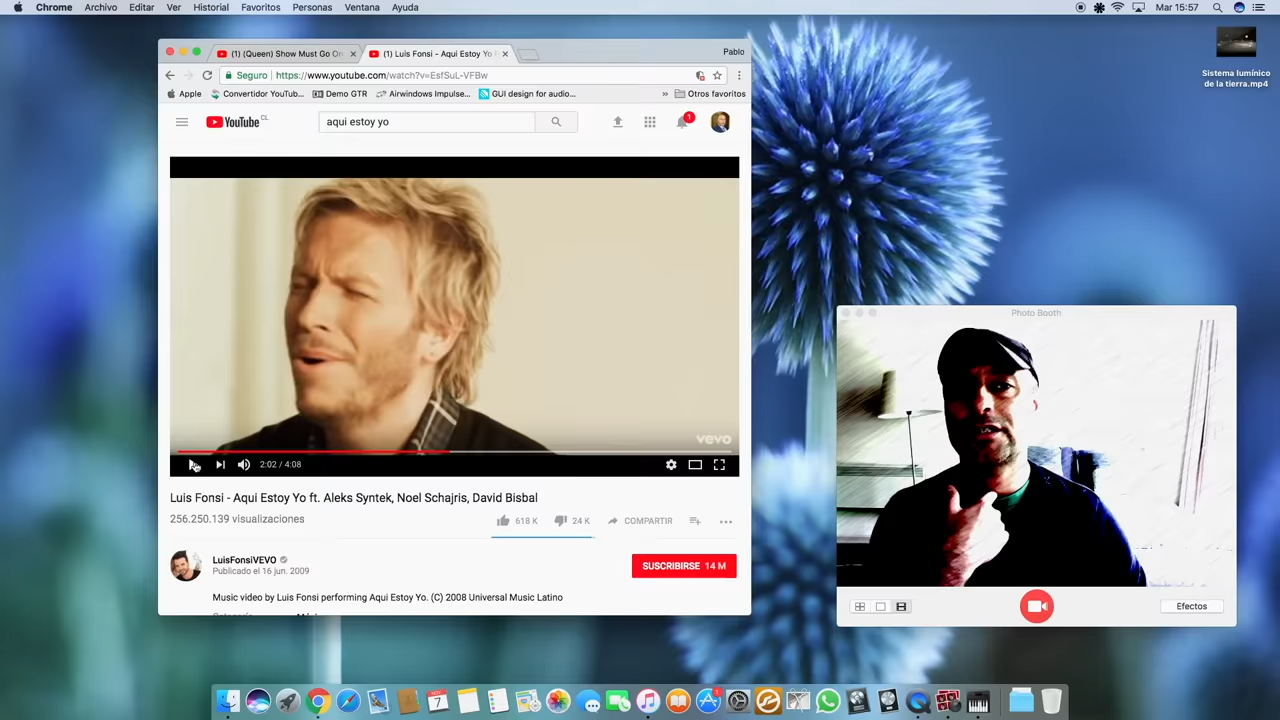 Chrome Archivo Editar Ver Historial Favoritos Personas Ventana Ayuda Mar 15:57
(1) (Queen) Show Must Go On (1) Luis Fonsi - Aqui Estoy Yo Pablo
Seguro https://www.youtube.com/watch?v=EsfSuL-VFBw
Apple Convertidor YouTub... Demo GTR Airwindows Impulse... GUI design for audio... » Otros favoritos
YouTube CL aqui estoy yo 1
Sistema lumínico
de la tierra.mp4
vevo
2:02 / 4:08
Luis Fonsi - Aqui Estoy Yo ft. Aleks Syntek, Noel Schajris, David Bisbal
256.250.139 visualizaciones
618 K 24 K COMPARTIR
LuisFonsiVEVO
Publicado el 16 jun. 2009
SUSCRIBIRSE 14 M
Music video by Luis Fonsi performing Aqui Estoy Yo. (C) 2008 Universal Music Latino
Photo Booth
Efectos
7